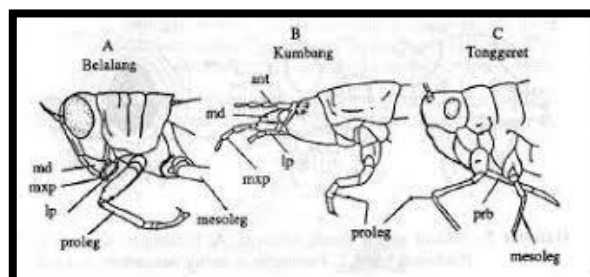 A
Belalang
B
Kumbang
C
Tonggeret
ant
md
mxp
lp
md
mxp
lp
proleg
mesoleg
proleg
prb
mesoleg